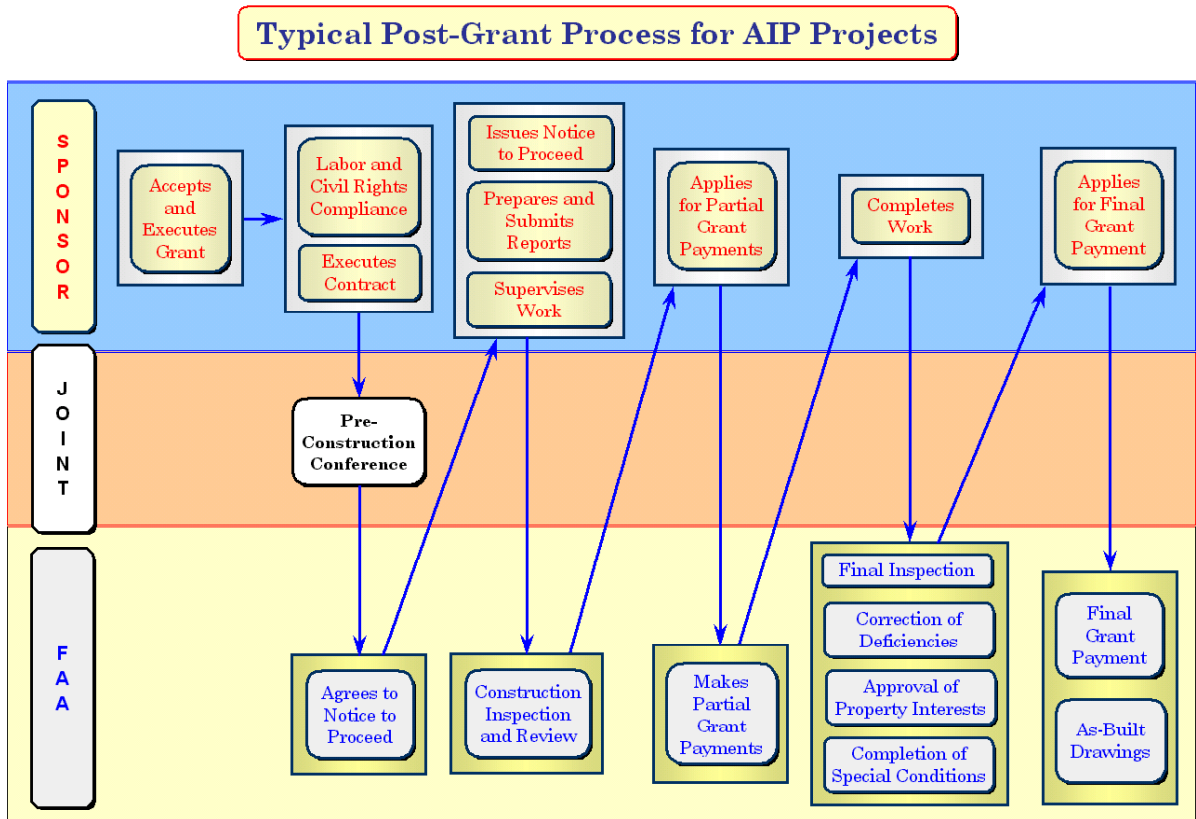 Typical Post-Grant Process for AIP Projects
SPONSOR
Accepts
and
Executes
Grant
Labor and
Civil Rights
Compliance
Executes
Contract
Issues Notice
to Proceed
Prepares and
Submits
Reports
Supervises
Work
Applies
for Partial
Grant
Payments
Completes
Work
Applies
for Final
Grant
Payment
JOINT
Pre-
Construction
Conference
FAA
Agrees to
Notice to
Proceed
Construction
Inspection
and Review
Makes
Partial
Grant
Payments
Final Inspection
Correction of
Deficiencies
Approval of
Property Interests
Completion of
Special Conditions
Final
Grant
Payment
As-Built
Drawings